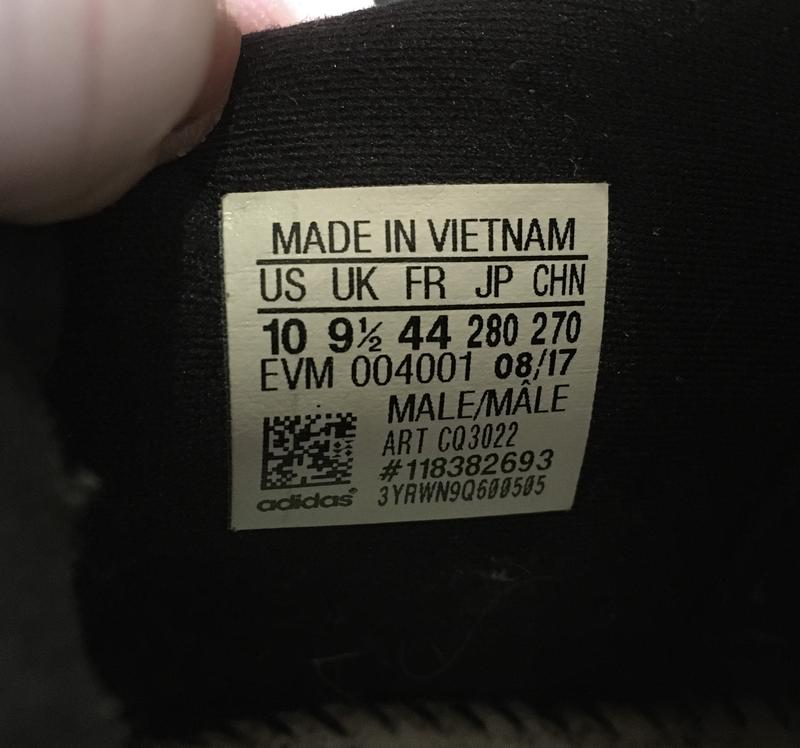 MADE IN VIETNAM
US UK FR JP CHN
10 9½ 44 280 270
EVM 004001 08/17
MALE/MÂLE
ART CQ3022
#118382693
3YRWN9Q600505
adidas®